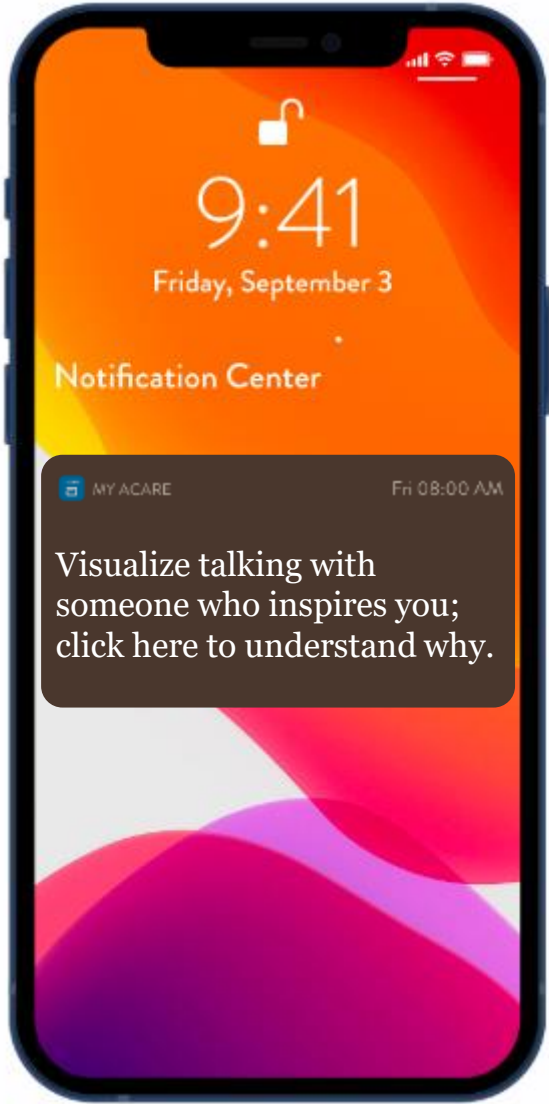 9:41
Friday, September 3
Notification Center
MY ACARE Fri 08:00 AM
Visualize talking with
someone who inspires you;
click here to understand why.